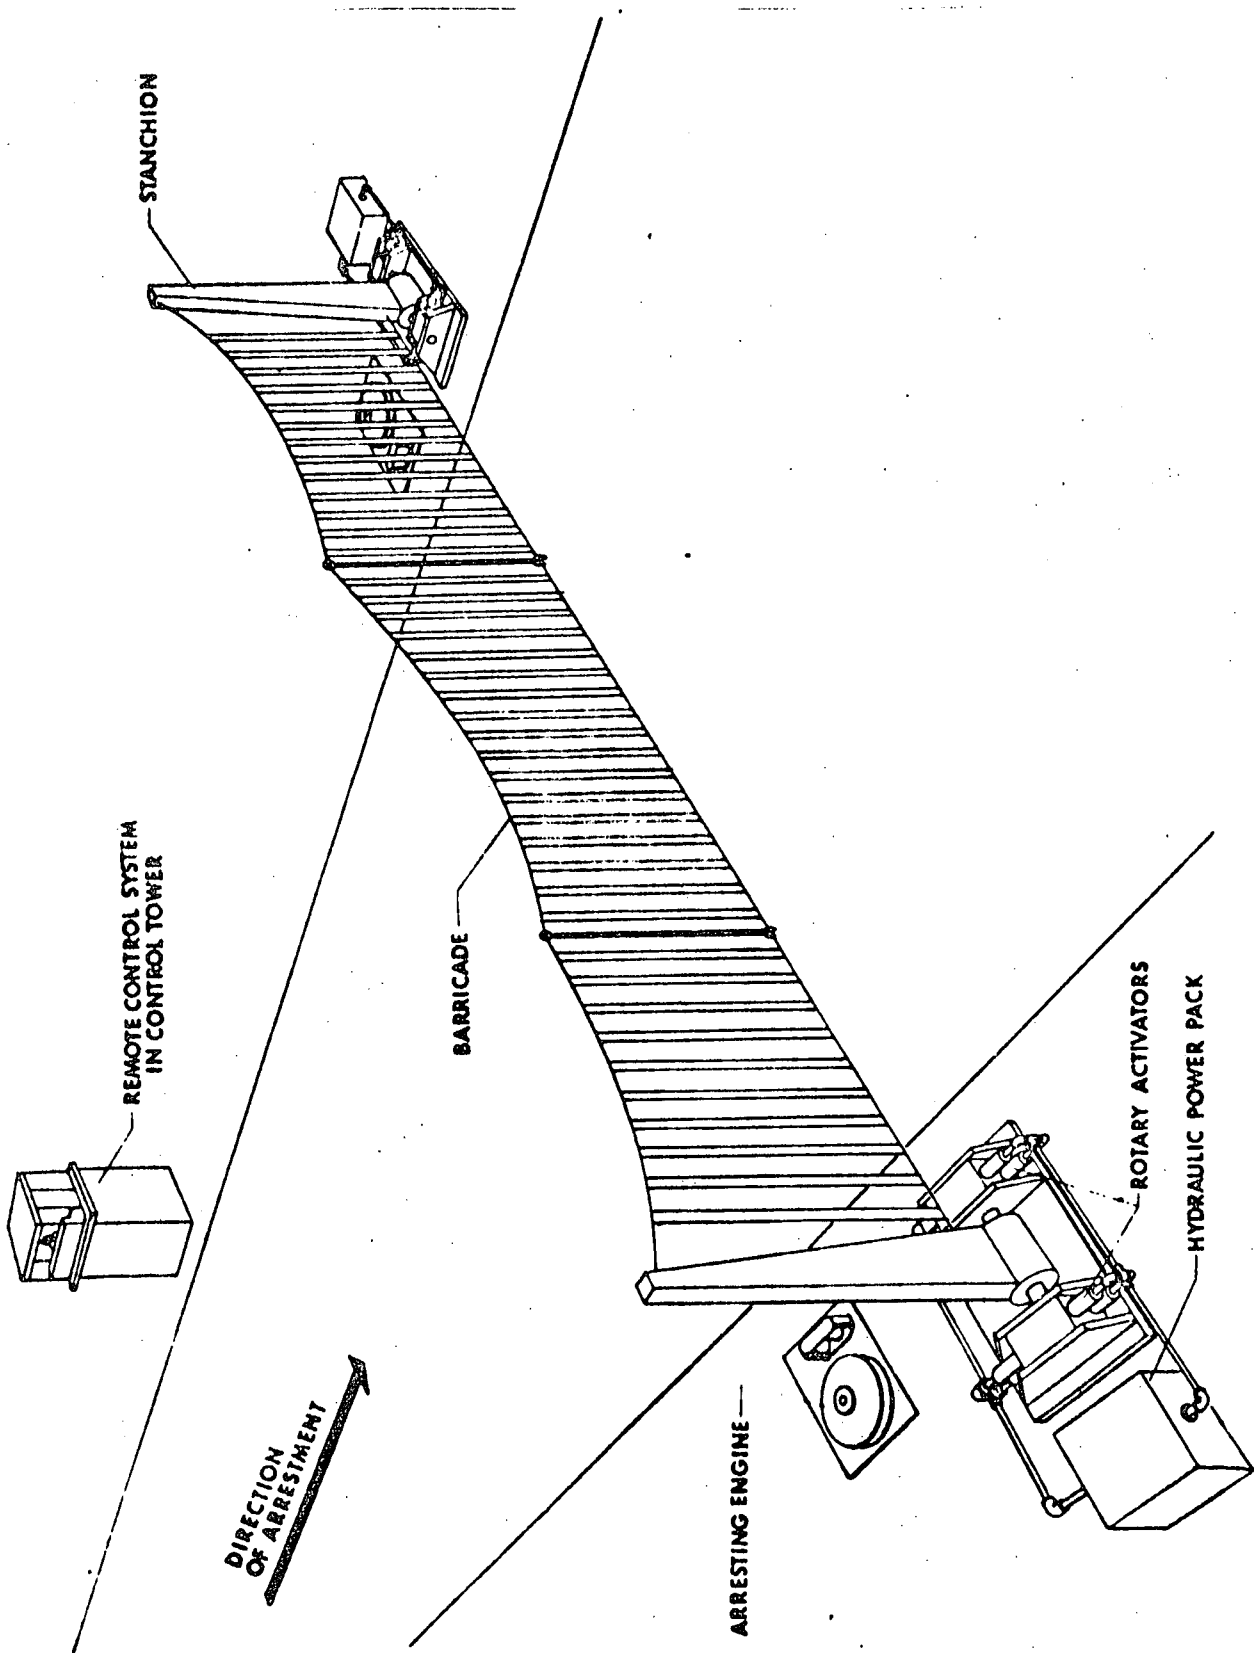 STANCHION
REMOTE CONTROL SYSTEM
IN CONTROL TOWER
BARRICADE
DIRECTION
OF ARRESTMENT
ARRESTING ENGINE
ROTARY ACTIVATORS
HYDRAULIC POWER PACK